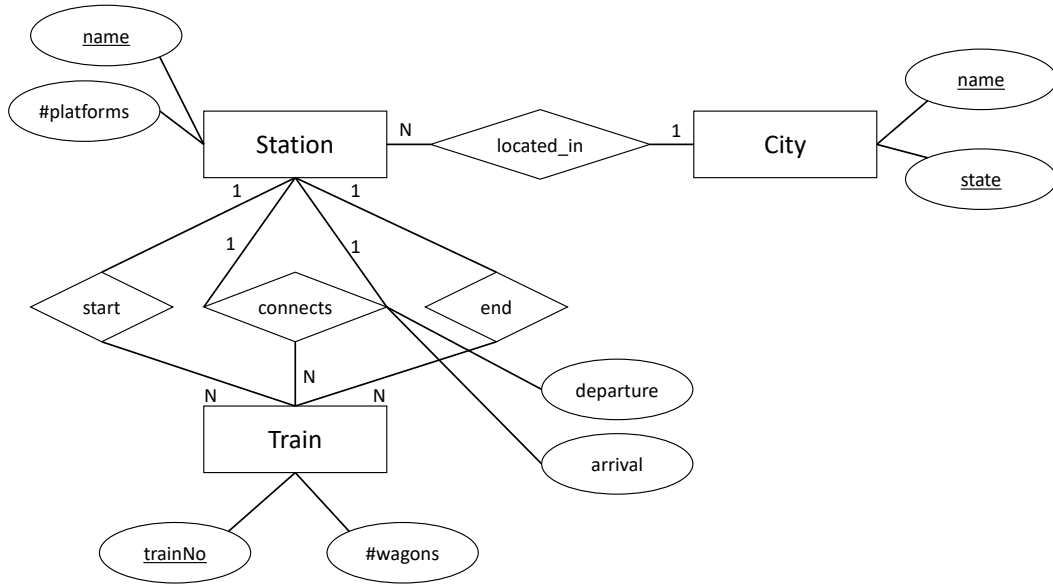 name
#platforms
Station
N
located_in
1
City
name
state
1
1
1
1
start
connects
end
N
N
N
departure
Train
arrival
trainNo
#wagons